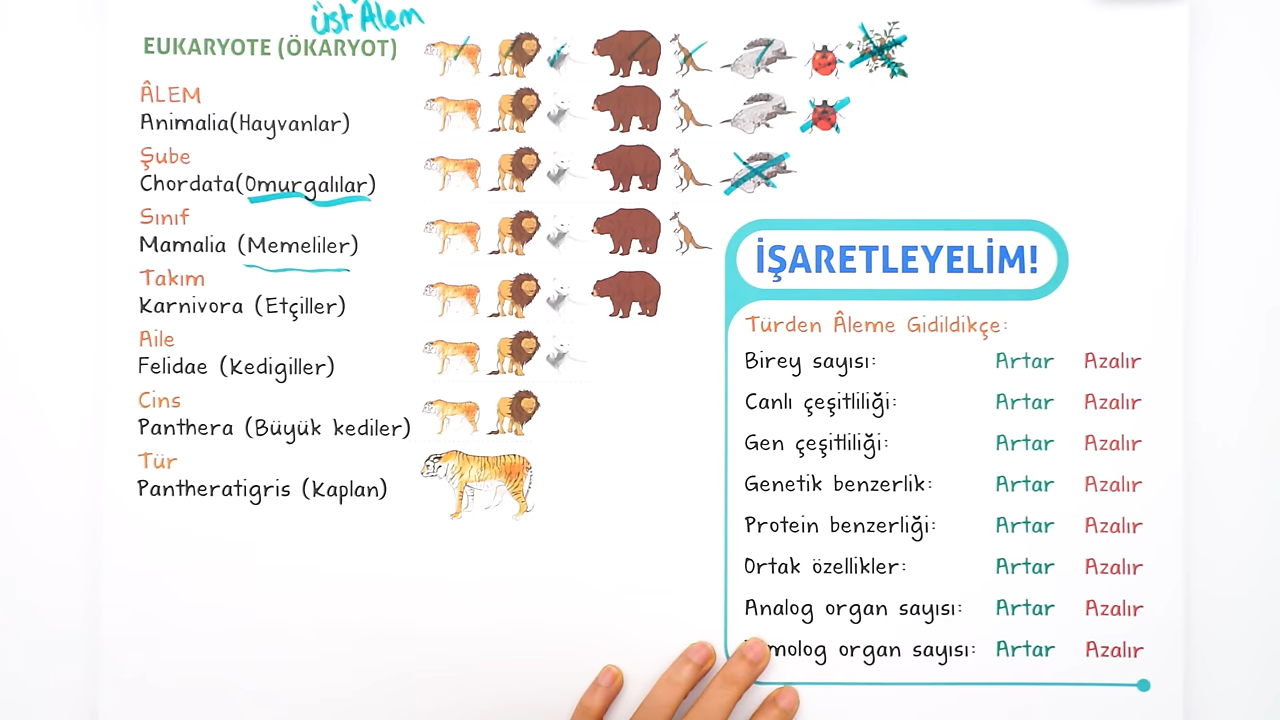 üst Alem
EUKARYOTE (ÖKARYOT)
ÂLEM
Animalia(Hayvanlar)
Şube
Chordata(Omurgalılar)
Sınıf
Mamalia (Memeliler)
Takım
Karnivora (Etçiller)
Aile
Felidae (Kedigiller)
Cins
Panthera (Büyük kediler)
Tür
Pantheratigris (Kaplan)
İŞARETLEYELİM!
Türden Âleme Gidildikçe:
Birey sayısı: Artar Azalır
Canlı çeşitliliği: Artar Azalır
Gen çeşitliliği: Artar Azalır
Genetik benzerlik: Artar Azalır
Protein benzerliği: Artar Azalır
Ortak özellikler: Artar Azalır
Analog organ sayısı: Artar Azalır
organ sayısı: Artar Azalır